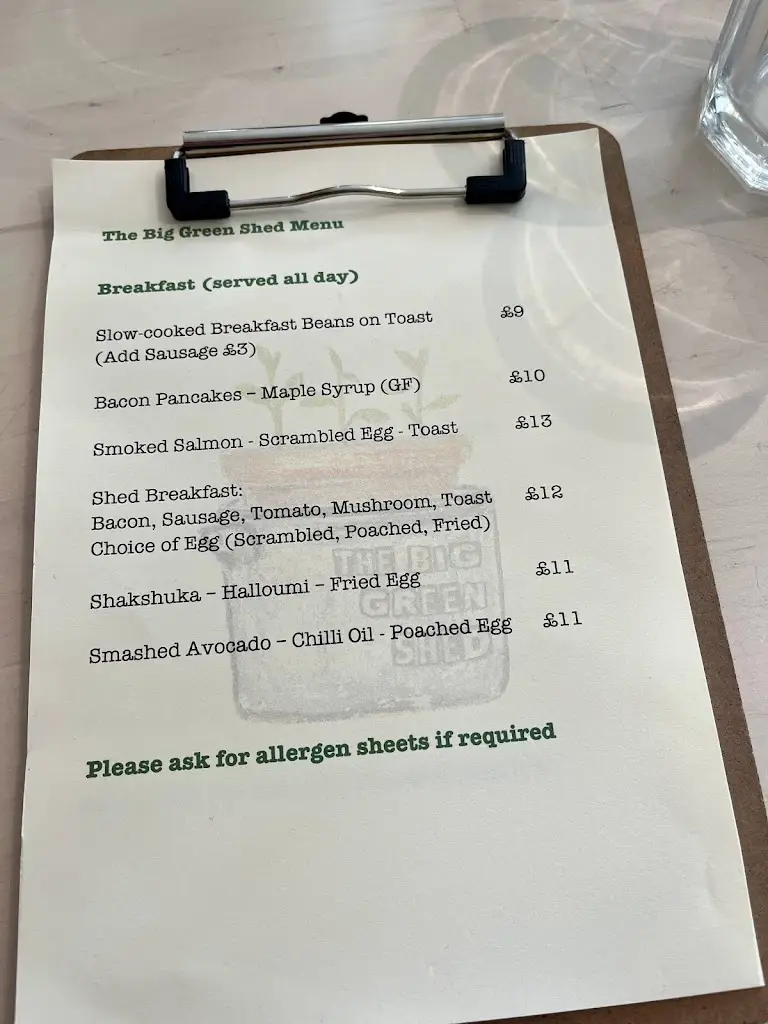 The Big Green Shed Menu
Breakfast (served all day)
Slow-cooked Breakfast Beans on Toast £9
(Add Sausage £3)
Bacon Pancakes – Maple Syrup (GF) £10
Smoked Salmon - Scrambled Egg - Toast £13
Shed Breakfast:
Bacon, Sausage, Tomato, Mushroom, Toast £12
Choice of Egg (Scrambled, Poached, Fried)
Shakshuka – Halloumi – Fried Egg £11
Smashed Avocado – Chilli Oil - Poached Egg £11
THE BIG
GREEN
SHED
Please ask for allergen sheets if required